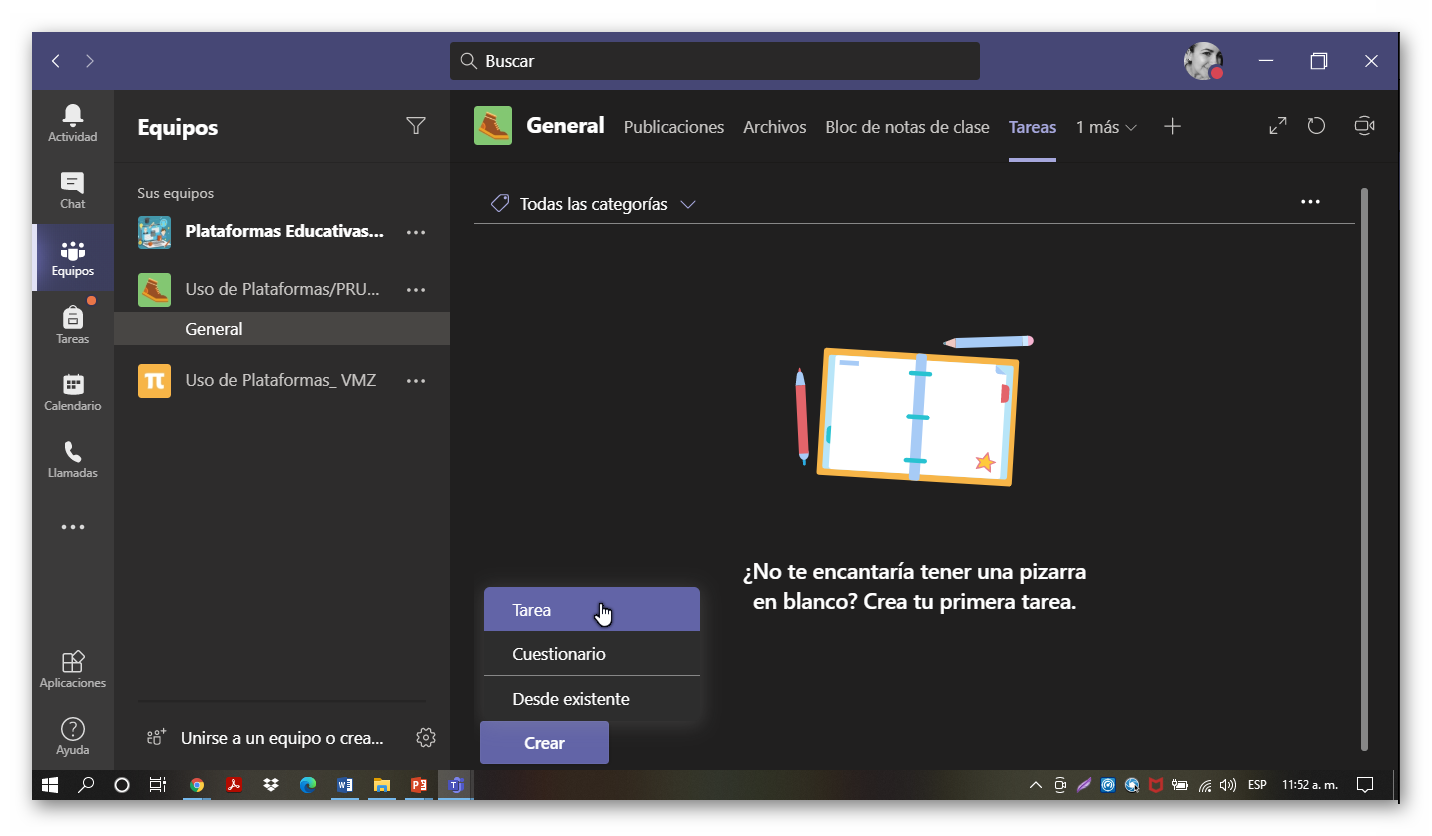 Buscar
Actividad
Chat
Equipos
Tareas
Calendario
Llamadas
Aplicaciones
Ayuda
Equipos
Sus equipos
Plataformas Educativas...
Uso de Plataformas/PRU...
General
π
Uso de Plataformas_ VMZ
Unirse a un equipo o crea...
General Publicaciones Archivos Bloc de notas de clase Tareas 1 más
Todas las categorías
¿No te encantaría tener una pizarra
en blanco? Crea tu primera tarea.
Tarea
Cuestionario
Desde existente
Crear
ESP 11:52 a. m.